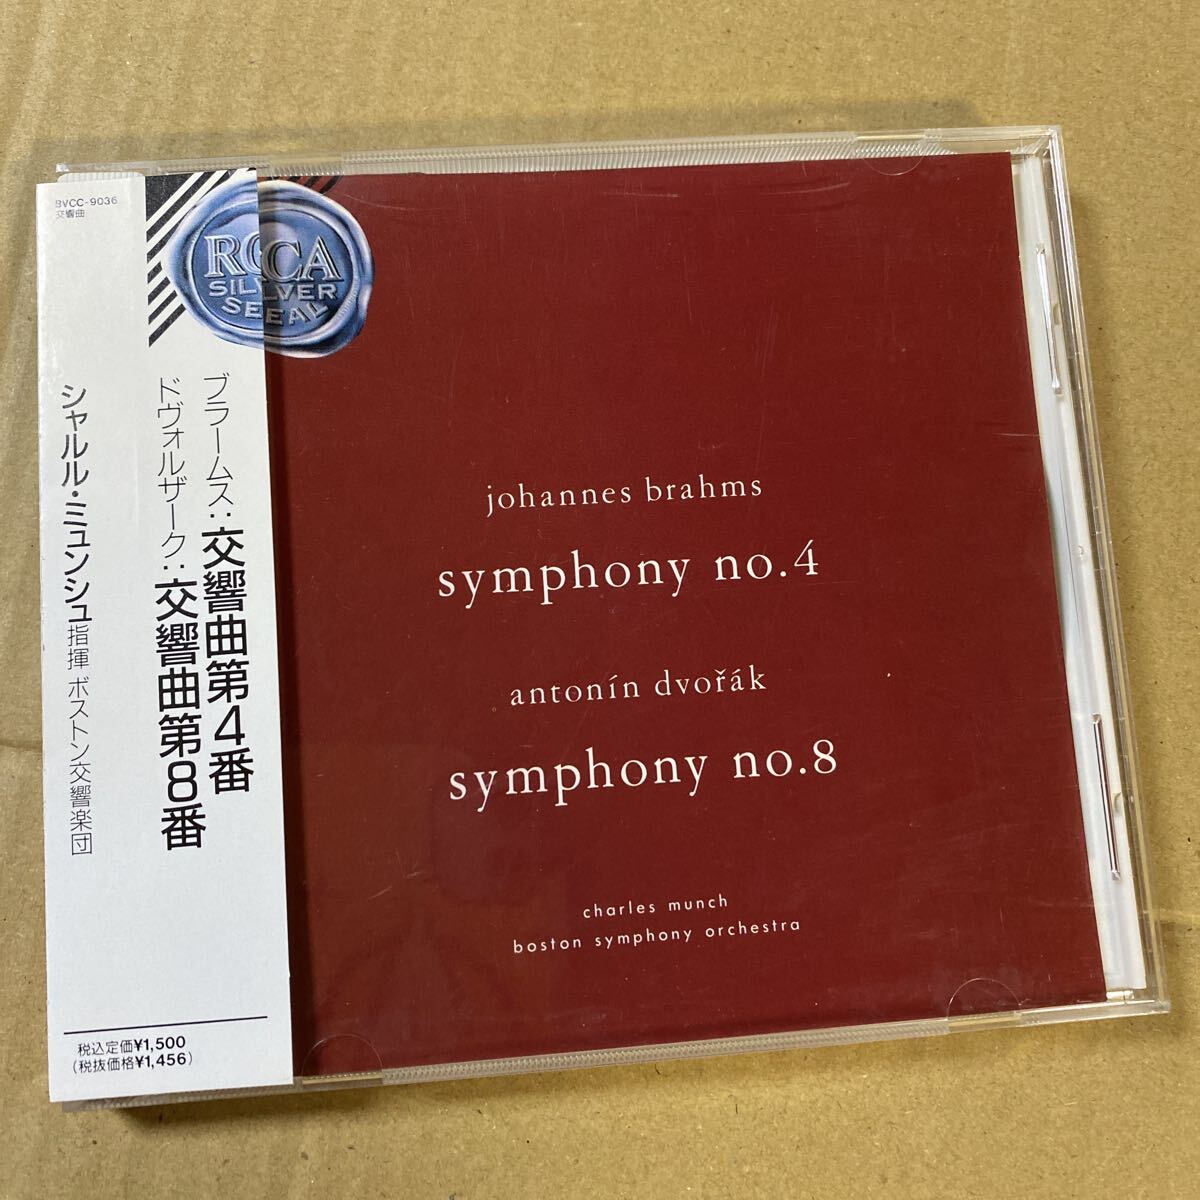 BVCC-9036
交響曲
RCA
SILVER
SEAL
ブラームス:交響曲第4番
ドヴォルザーク:交響曲第8番
シャルル・ミュンシュ指揮 ボストン交響楽団
税込定価¥1,500
(税抜価格¥1,456)
johannes brahms
symphony no.4
antonín dvořák
symphony no.8
charles munch
boston symphony orchestra